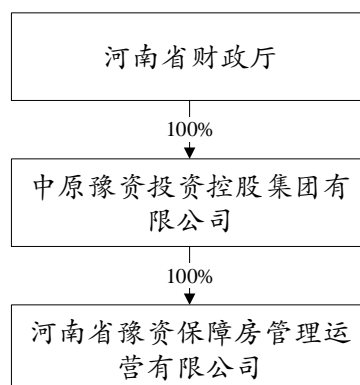 河南省财政厅
100%
中原豫资投资控股集团有
限公司
100%
河南省豫资保障房管理运
营有限公司